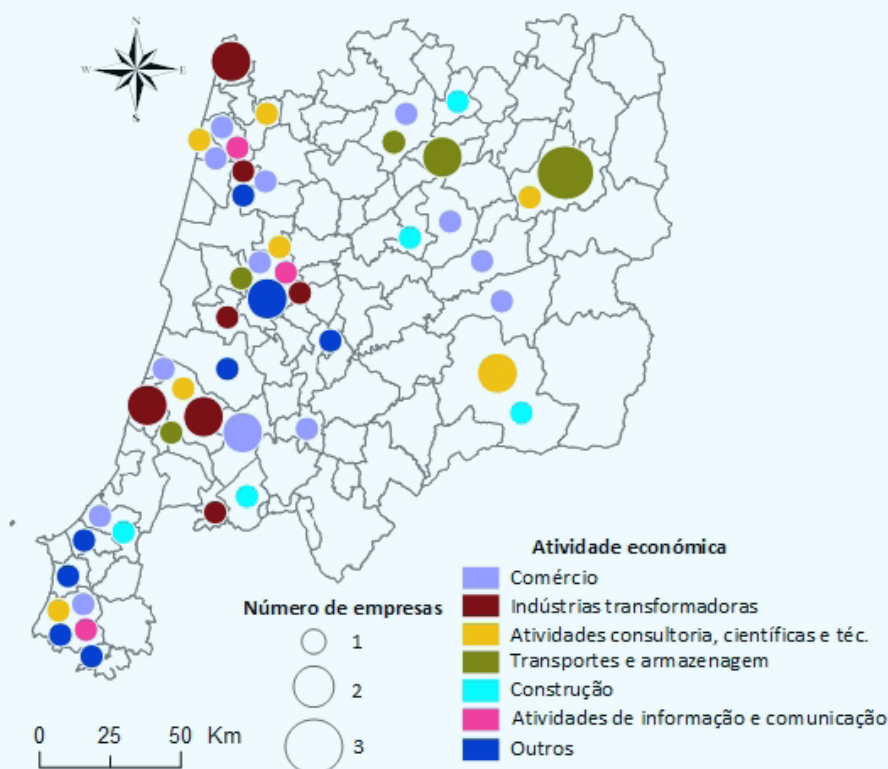 N
W
E
S
Atividade económica
Comércio
Indústrias transformadoras
Atividades consultoria, científicas e téc.
Transportes e armazenagem
Construção
Atividades de informação e comunicação
Outros
Número de empresas
1
2
3
0 25 50 Km